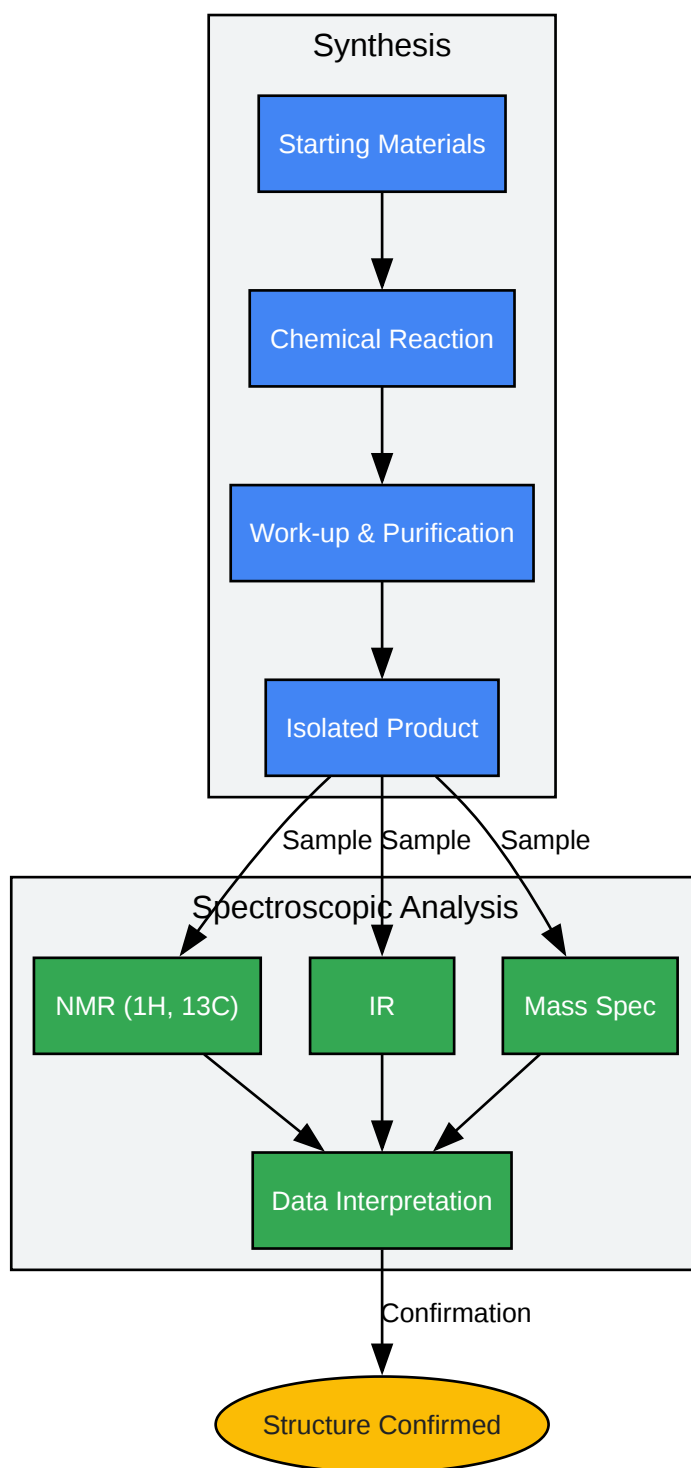 Synthesis
Starting Materials
Chemical Reaction
Work-up & Purification
Isolated Product
Sample
Sample
Sample
Spectroscopic Analysis
NMR (1H, 13C)
IR
Mass Spec
Data Interpretation
Confirmation
Structure Confirmed